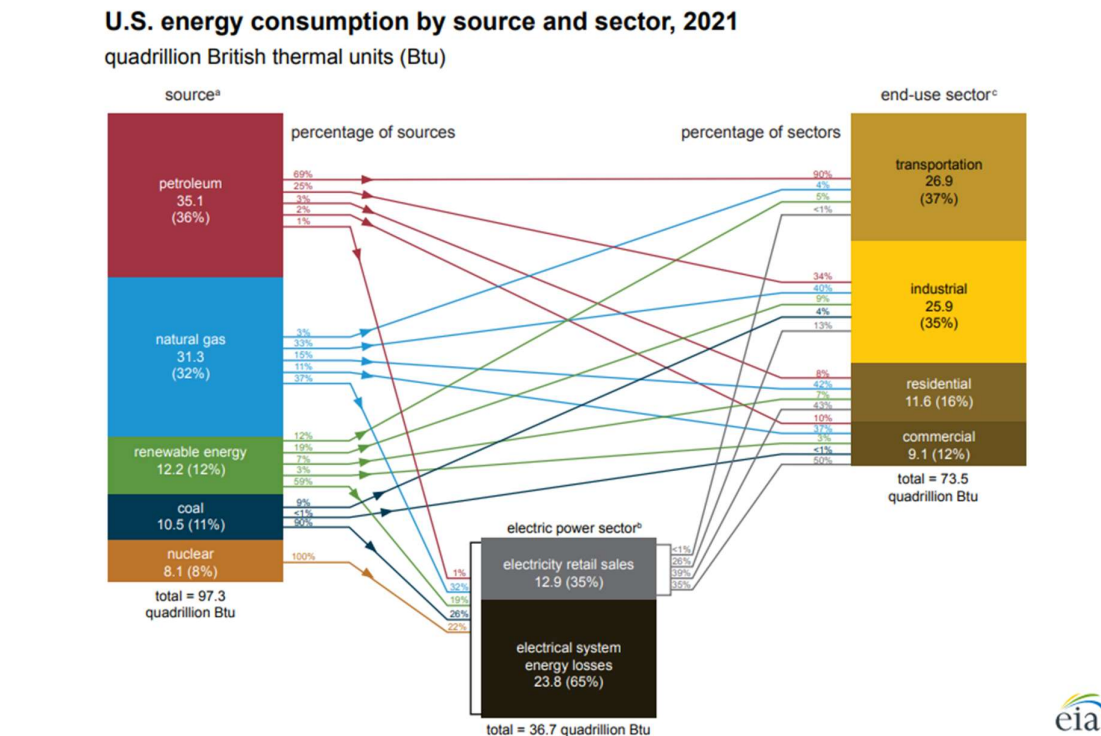 U.S. energy consumption by source and sector, 2021
quadrillion British thermal units (Btu)
sourceᵃ
end-use sectorᶜ
percentage of sources
percentage of sectors
petroleum
35.1
(36%)
69%
25%
3%
2%
1%
natural gas
31.3
(32%)
3%
33%
15%
11%
37%
renewable energy
12.2 (12%)
12%
19%
7%
3%
59%
coal
10.5 (11%)
9%
<1%
90%
nuclear
8.1 (8%)
100%
total = 97.3
quadrillion Btu
90%
4%
5%
<1%
transportation
26.9
(37%)
34%
40%
9%
4%
13%
industrial
25.9
(35%)
8%
42%
7%
43%
residential
11.6 (16%)
10%
37%
3%
<1%
50%
commercial
9.1 (12%)
total = 73.5
quadrillion Btu
electric power sectorᵇ
1%
32%
19%
26%
22%
electricity retail sales
12.9 (35%)
<1%
26%
39%
35%
electrical system
energy losses
23.8 (65%)
total = 36.7 quadrillion Btu
eia